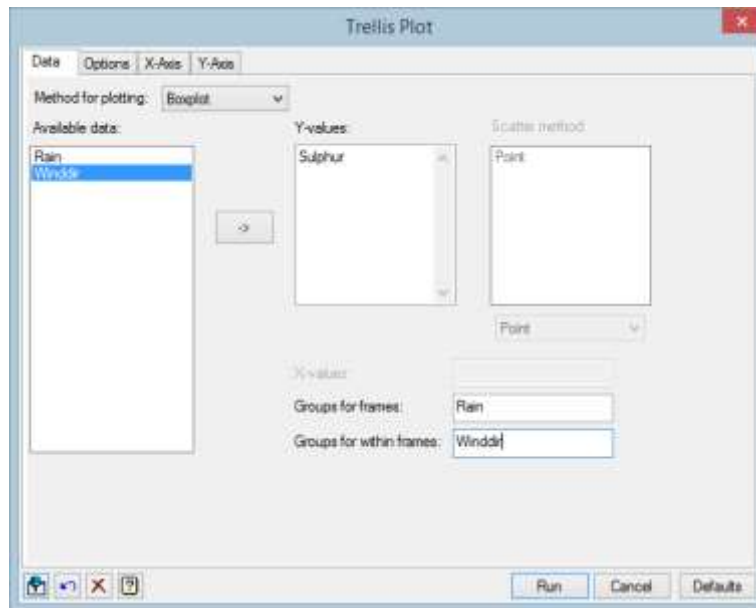 Trellis Plot
Data Options X-Axis Y-Axis
Method for plotting: Boxplot
Available data: Y-values: Scatter method
Rain Sulphur Point
Winddir
->
Point
X-values:
Groups for frames: Rain
Groups for within frames: Winddir
Run Cancel Defaults